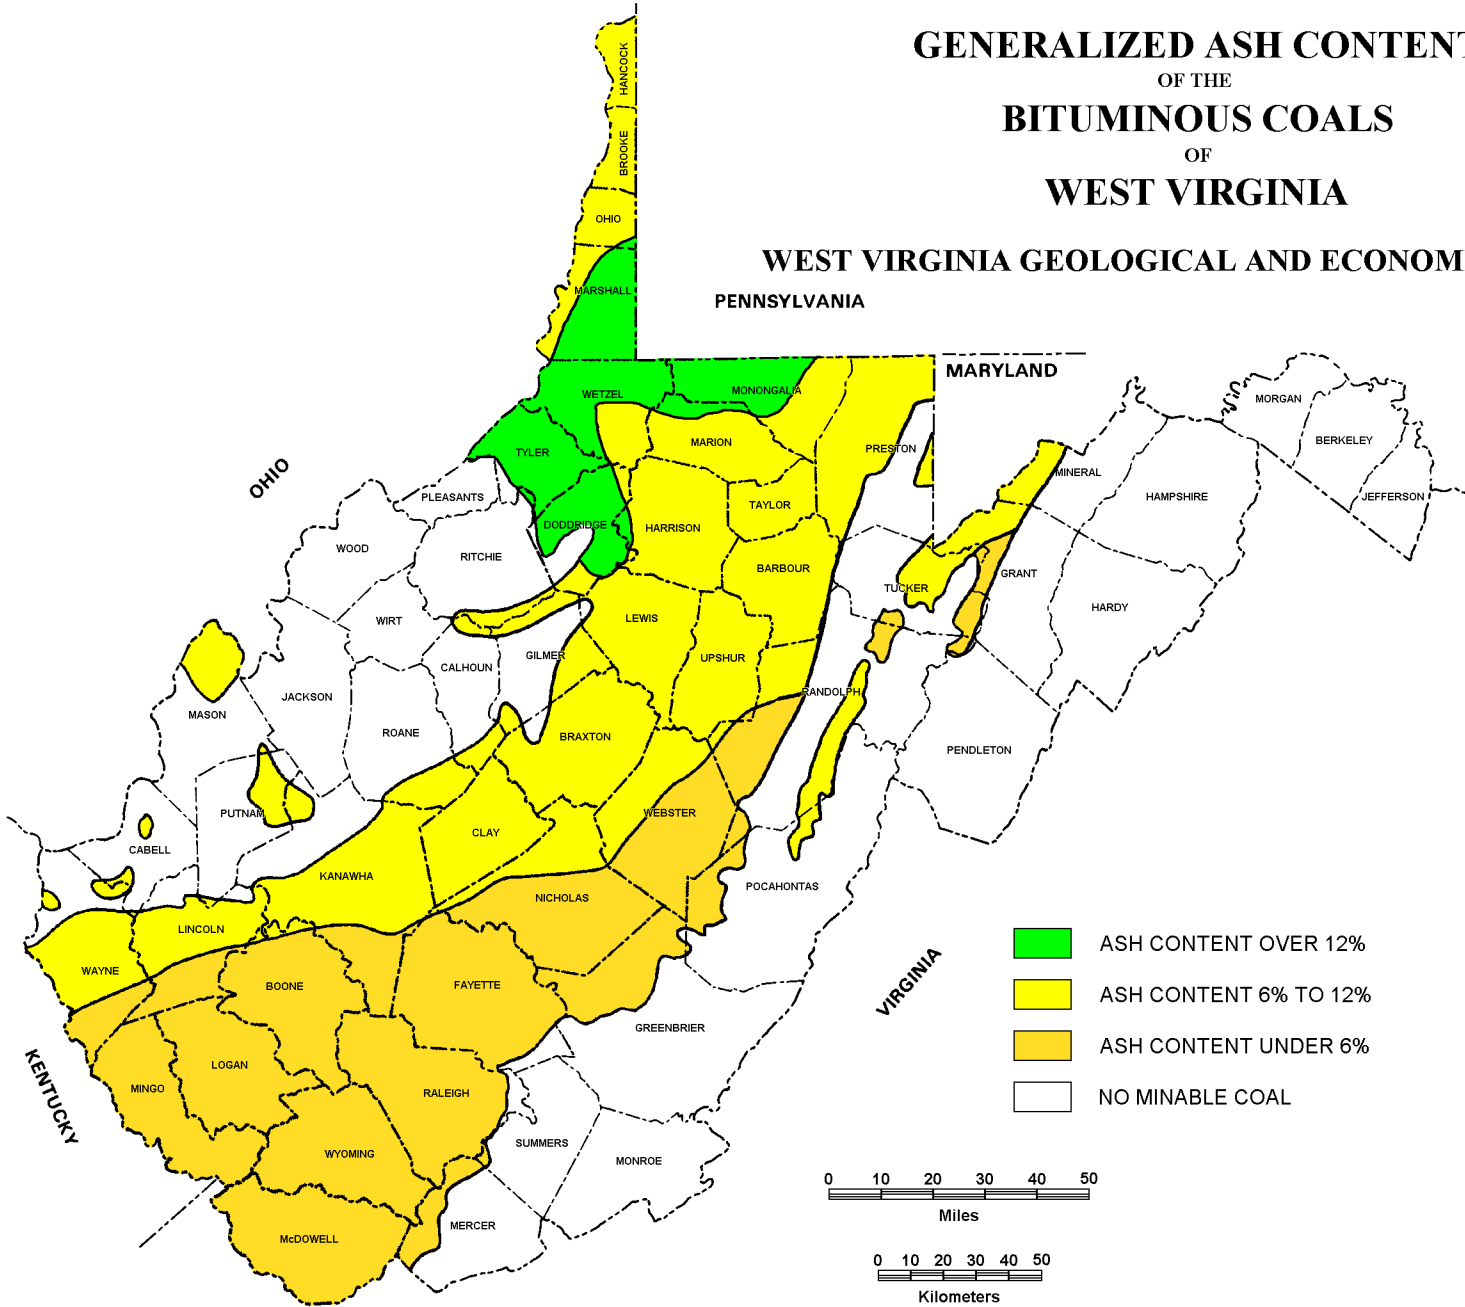 GENERALIZED ASH CONTENT
OF THE
BITUMINOUS COALS
OF
WEST VIRGINIA
WEST VIRGINIA GEOLOGICAL AND ECONOM
PENNSYLVANIA
MARYLAND
OHIO
KENTUCKY
VIRGINIA
HANCOCK
BROOKE
OHIO
MARSHALL
WETZEL
MONONGALIA
MORGAN
BERKELEY
JEFFERSON
TYLER
MARION
PRESTON
MINERAL
HAMPSHIRE
PLEASANTS
DODDRIDGE
HARRISON
TAYLOR
WOOD
RITCHIE
BARBOUR
TUCKER
GRANT
HARDY
WIRT
LEWIS
GILMER
UPSHUR
CALHOUN
RANDOLPH
JACKSON
MASON
ROANE
BRAXTON
PENDLETON
PUTNAM
WEBSTER
CLAY
CABELL
KANAWHA
NICHOLAS
POCAHONTAS
LINCOLN
WAYNE
BOONE
FAYETTE
GREENBRIER
LOGAN
MINGO
RALEIGH
SUMMERS
WYOMING
MONROE
MERCER
McDOWELL
ASH CONTENT OVER 12%
ASH CONTENT 6% TO 12%
ASH CONTENT UNDER 6%
NO MINABLE COAL
0 10 20 30 40 50
Miles
0 10 20 30 40 50
Kilometers